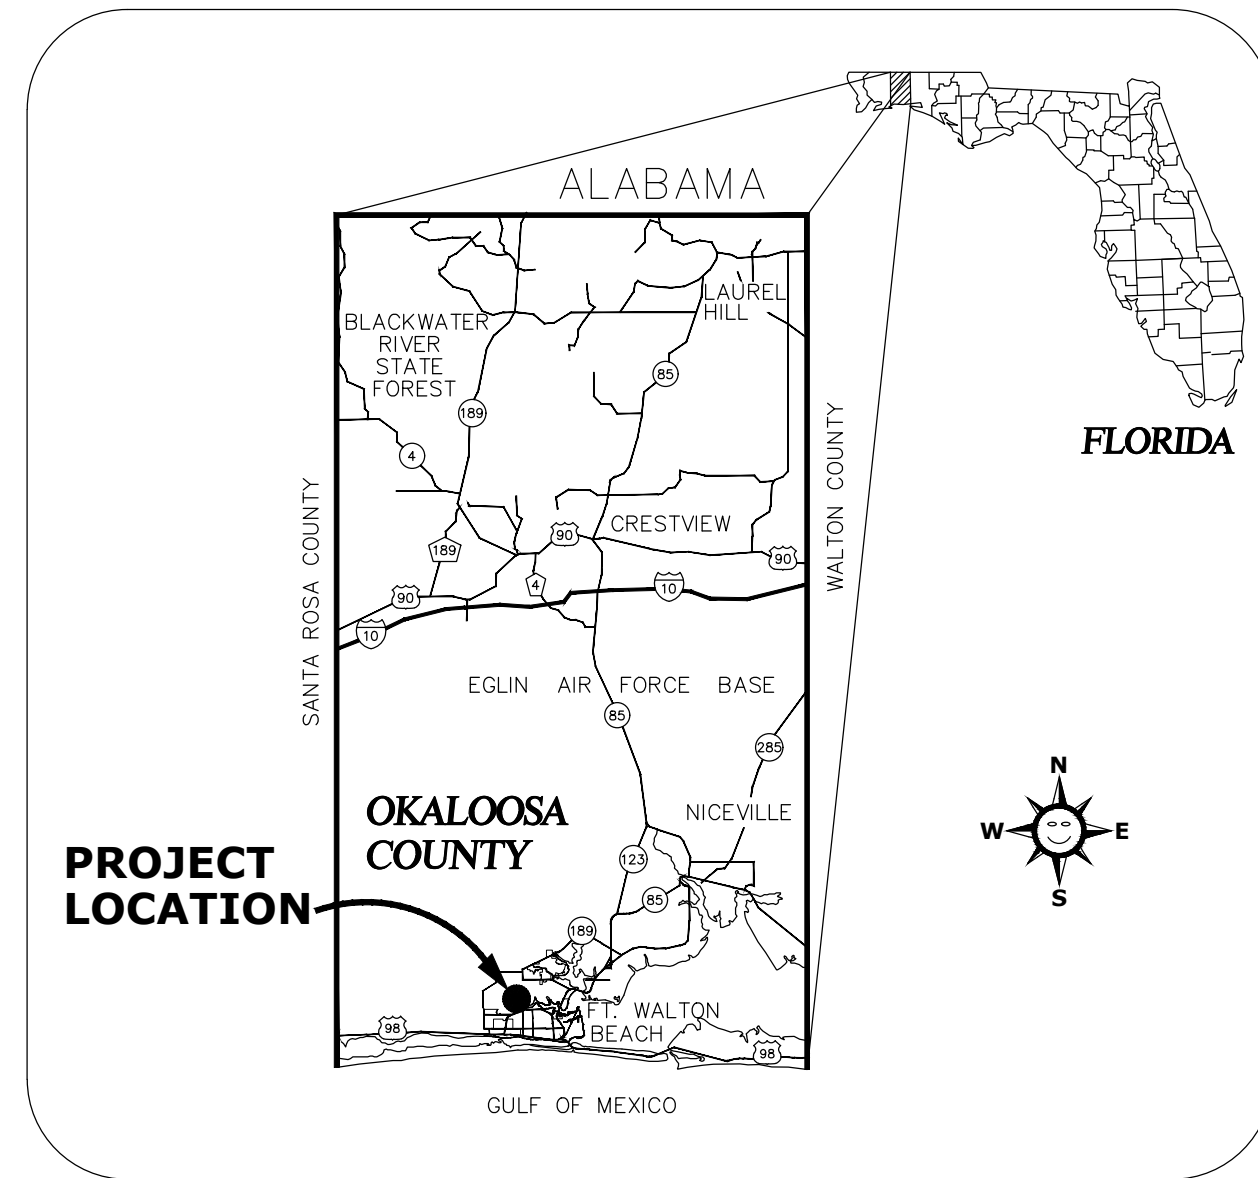 ALABAMA
LAUREL
HILL
BLACKWATER
RIVER
STATE
FOREST
85
189
4
FLORIDA
WALTON COUNTY
SANTA ROSA COUNTY
CRESTVIEW
90
189
90
4
10
90
10
EGLIN AIR FORCE BASE
85
285
OKALOOSA
COUNTY
NICEVILLE
N
W
E
S
PROJECT
LOCATION
123
85
189
FT. WALTON
BEACH
98
98
GULF OF MEXICO